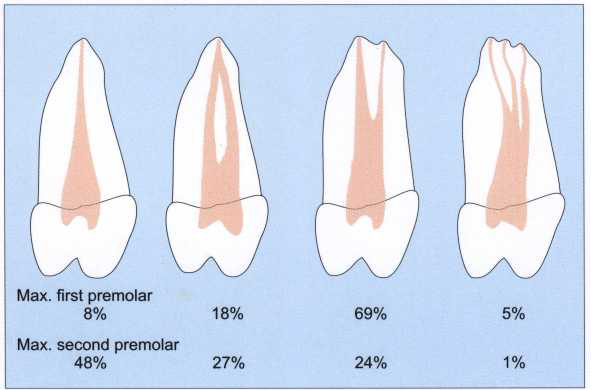 Max. first premolar
8% 18% 69% 5%
Max. second premolar
48% 27% 24% 1%